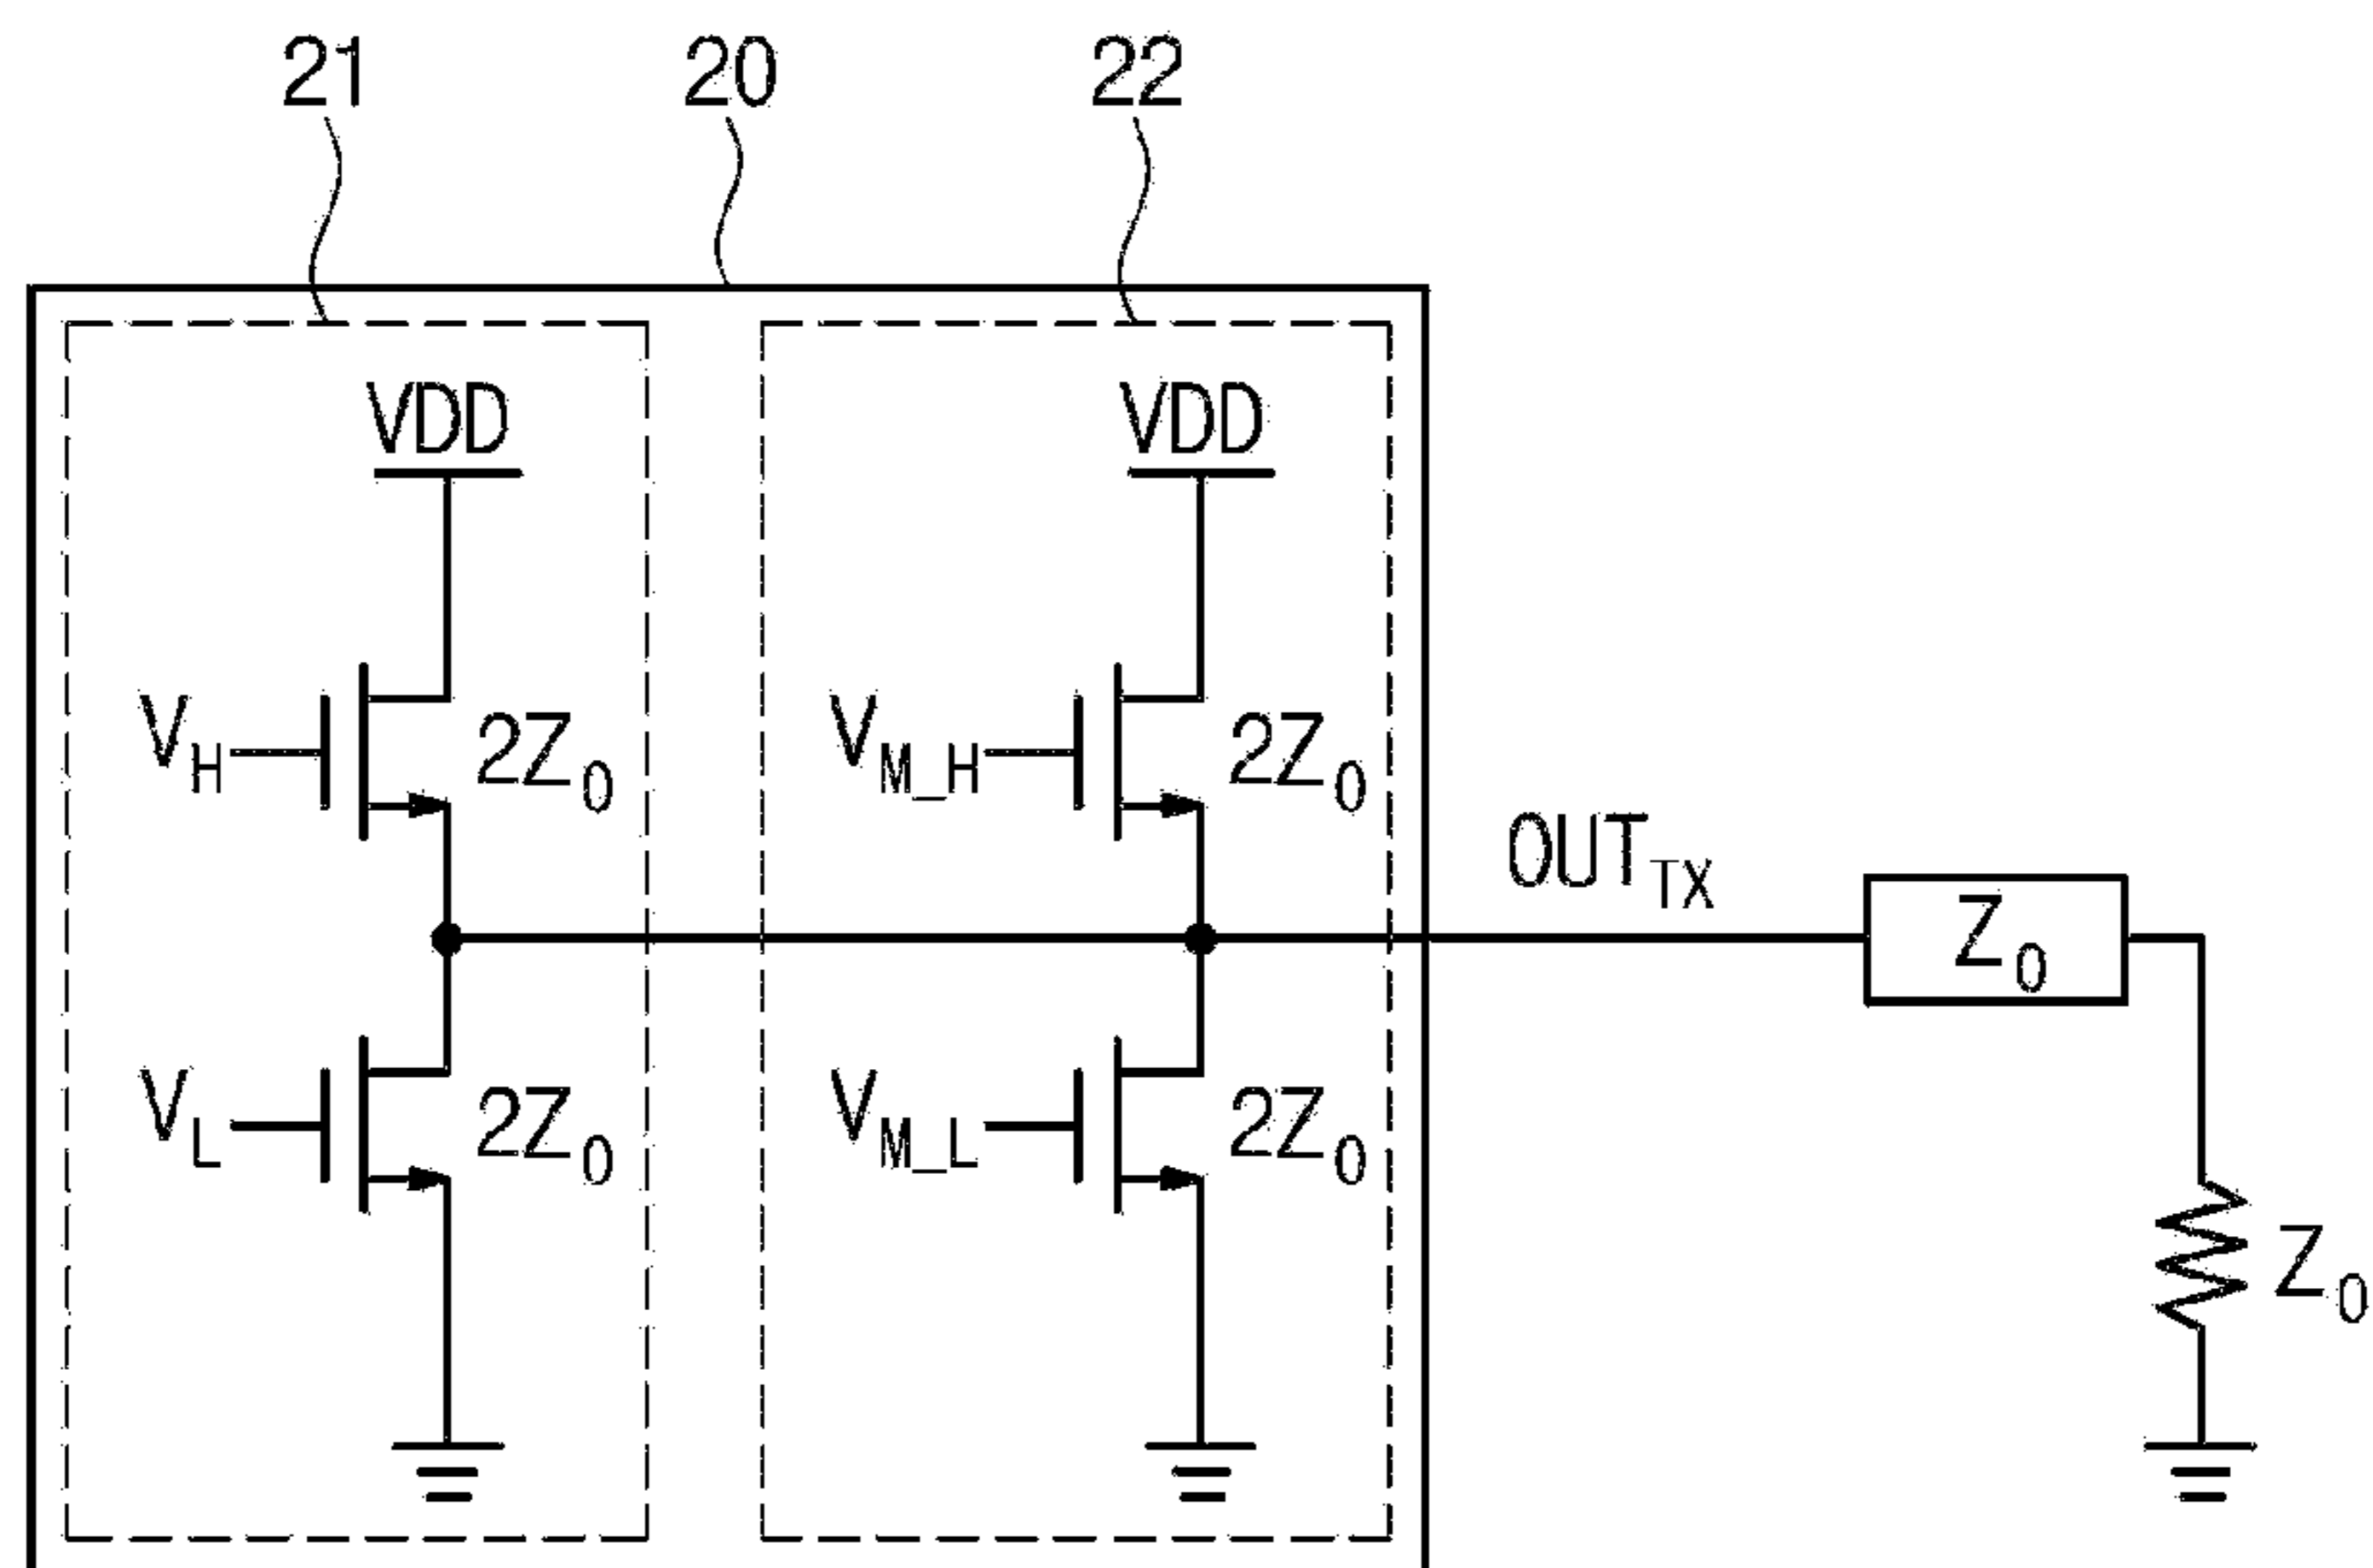 21 20 22
VDD VDD
V_H 2Z_0 V_M_H 2Z_0
OUT_TX
Z_0
V_L 2Z_0 V_M_L 2Z_0
Z_0